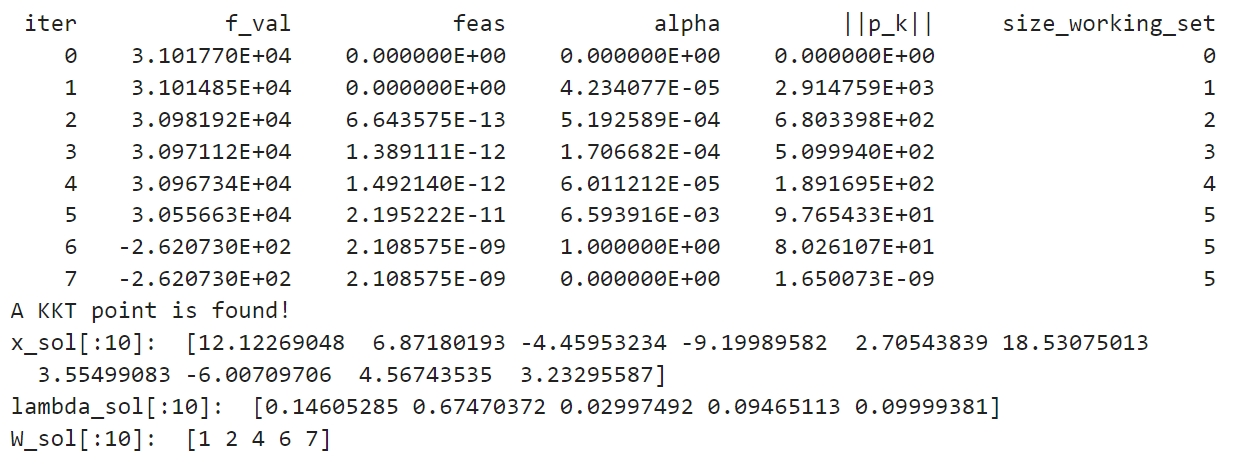 iter f_val feas alpha ||p_k|| size_working_set
0 3.101770E+04 0.000000E+00 0.000000E+00 0.000000E+00 0
1 3.101485E+04 0.000000E+00 4.234077E-05 2.914759E+03 1
2 3.098192E+04 6.643575E-13 5.192589E-04 6.803398E+02 2
3 3.097112E+04 1.389111E-12 1.706682E-04 5.099940E+02 3
4 3.096734E+04 1.492140E-12 6.011212E-05 1.891695E+02 4
5 3.055663E+04 2.195222E-11 6.593916E-03 9.765433E+01 5
6 -2.620730E+02 2.108575E-09 1.000000E+00 8.026107E+01 5
7 -2.620730E+02 2.108575E-09 0.000000E+00 1.650073E-09 5
A KKT point is found!
x_sol[:10]: [12.12269048 6.87180193 -4.45953234 -9.19989582 2.70543839 18.53075013
3.55499083 -6.00709706 4.56743535 3.23295587]
lambda_sol[:10]: [0.14605285 0.67470372 0.02997492 0.09465113 0.09999381]
W_sol[:10]: [1 2 4 6 7]